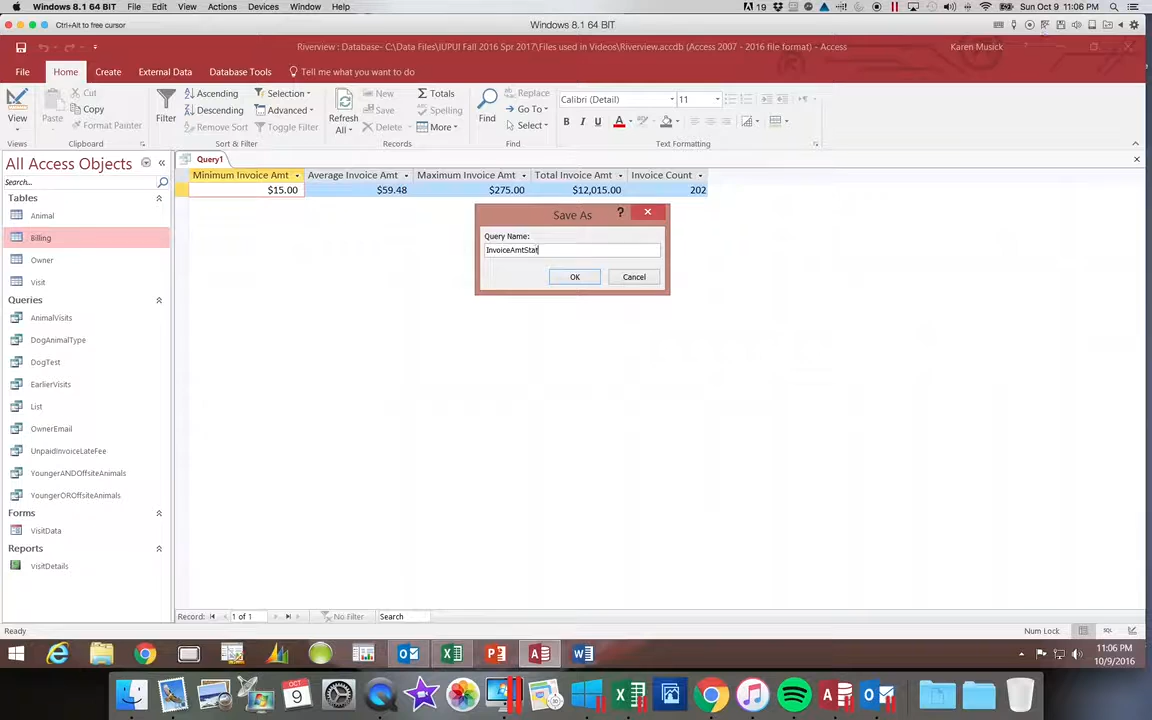 Windows 8.1 64 BIT File Edit View Actions Devices Window Help 19 Sun Oct 9 11:06 PM
Ctrl+Alt to free cursor Windows 8.1 64 BIT
Riverview : Database- C:\Data Files\IUPUI Fall 2016 Spr 2017\Files used in Videos\Riverview.accdb (Access 2007 - 2016 file format) - Access Karen Musick
File Home Create External Data Database Tools Tell me what you want to do
View Paste Cut Copy Format Painter Filter Ascending Descending Remove Sort Selection Advanced Toggle Filter Refresh All New Save Delete Totals Spelling More Find Replace Go To Select Calibri (Detail) 11 B I U A
Views Clipboard Sort & Filter Records Find Text Formatting
All Access Objects
Search...
Tables
Animal
Billing
Owner
Visit
Queries
AnimalVisits
DogAnimalType
DogTest
EarlierVisits
List
OwnerEmail
UnpaidInvoiceLateFee
YoungerANDOffsiteAnimals
YoungerOROffsiteAnimals
Forms
VisitData
Reports
VisitDetails
Query1
Minimum Invoice Amt Average Invoice Amt Maximum Invoice Amt Total Invoice Amt Invoice Count
$15.00 $59.48 $275.00 $12,015.00 202
Save As ?
Query Name:
InvoiceAmtStat
OK Cancel
Record: 1 of 1 No Filter Search
Ready Num Lock SQL
11:06 PM
10/9/2016
OCT
9